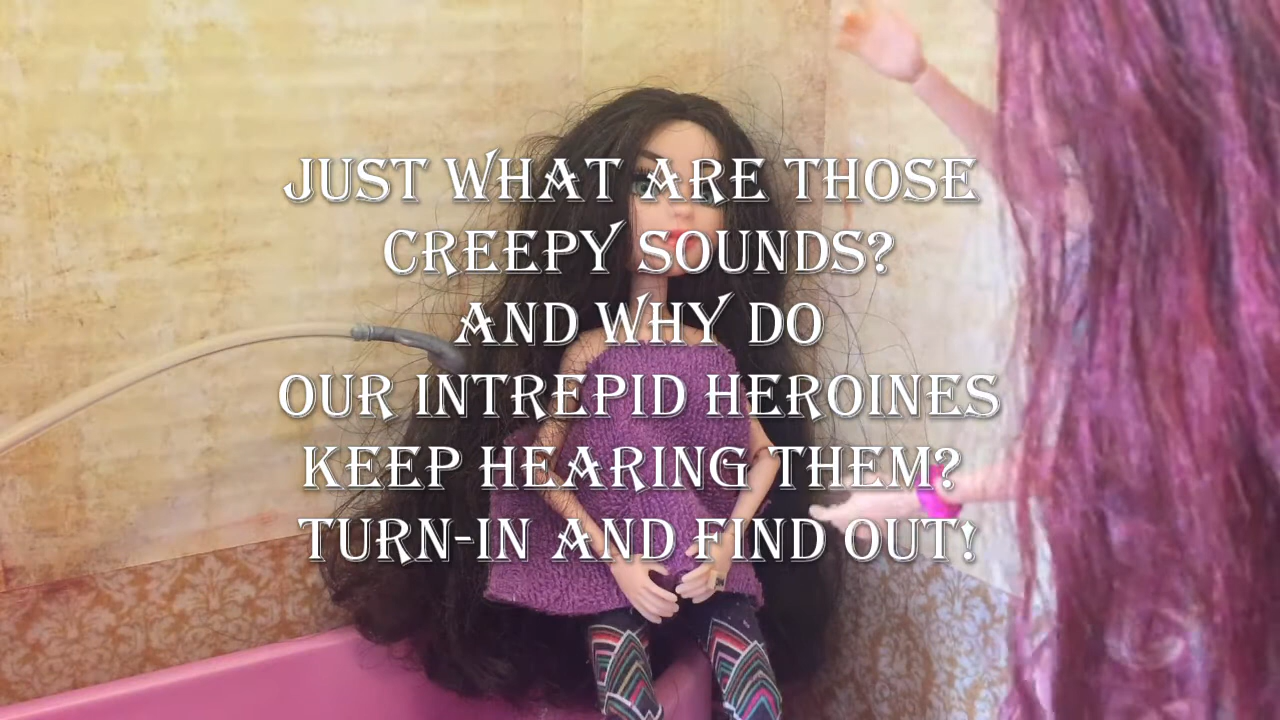 JUST WHAT ARE THOSE
CREEPY SOUNDS?
AND WHY DO
OUR INTREPID HEROINES
KEEP HEARING THEM?
TURN-IN AND FIND OUT!